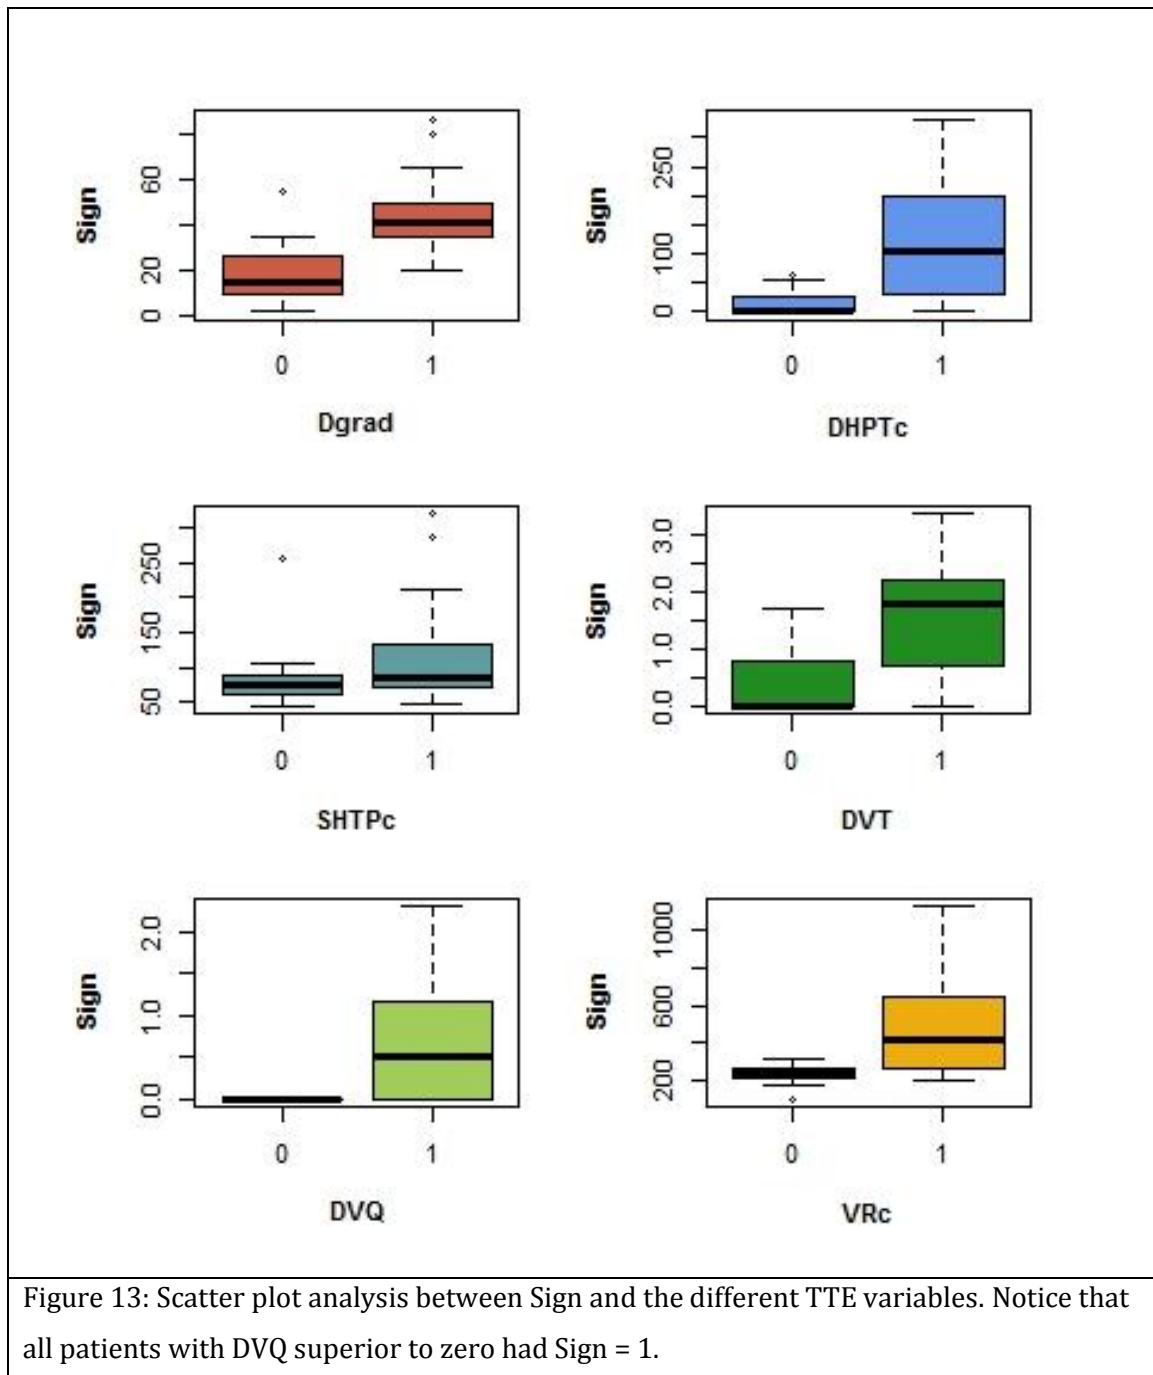 Sign
60
20
0
0
1
Dgrad
Sign
250
100
0
0
1
DHPTc
Sign
250
150
50
0
1
SHTPc
Sign
3.0
2.0
1.0
0.0
0
1
DVT
Sign
2.0
1.0
0.0
0
1
DVQ
Sign
1000
600
200
0
1
VRc
Figure 13: Scatter plot analysis between Sign and the different TTE variables. Notice that
all patients with DVQ superior to zero had Sign = 1.